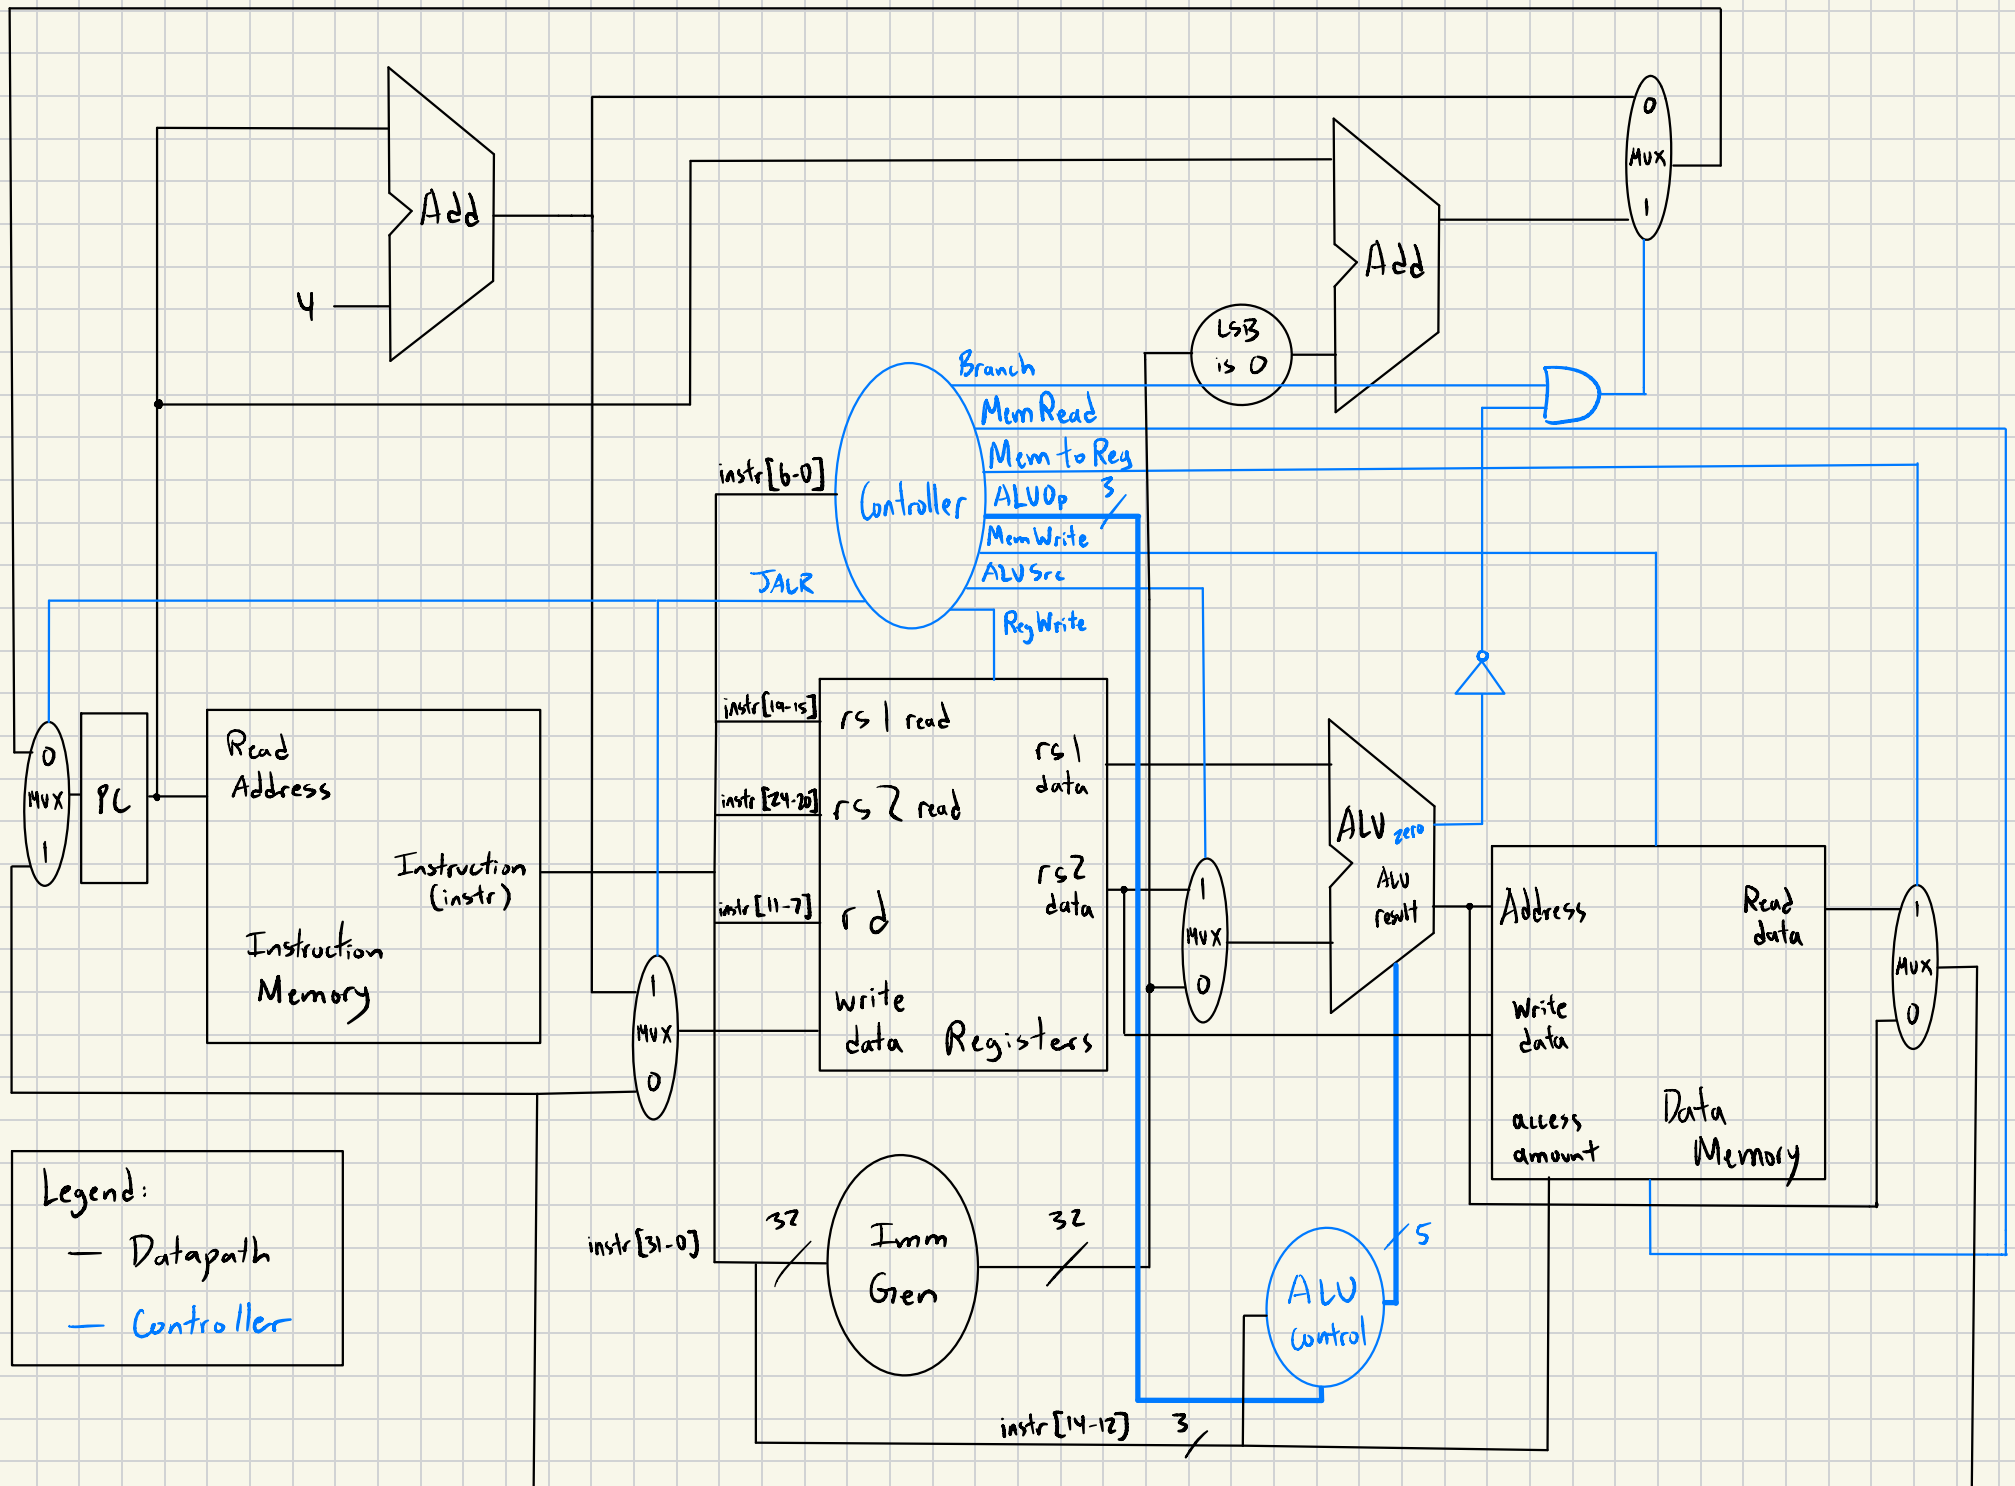 0
MUX
1
Add
4
Add
LSB
is 0
Branch
MemRead
MemtoReg
ALUOp 3
MemWrite
ALUSrc
RegWrite
JALR
Controller
instr[6-0]
0
MUX
1
PC
Read
Address
Instruction
(instr)
Instruction
Memory
instr[19-15]
instr[24-20]
instr[11-7]
rs1 read
rs2 read
rd
write
data
Registers
rs1
data
rs2
data
1
MUX
0
1
MUX
0
ALU zero
ALU
result
Address
Read
data
Write
data
access
amount
Data
Memory
1
MUX
0
Legend:
Datapath
Controller
instr[31-0]
32
Imm
Gen
32
ALU
control
5
instr[14-12] 3